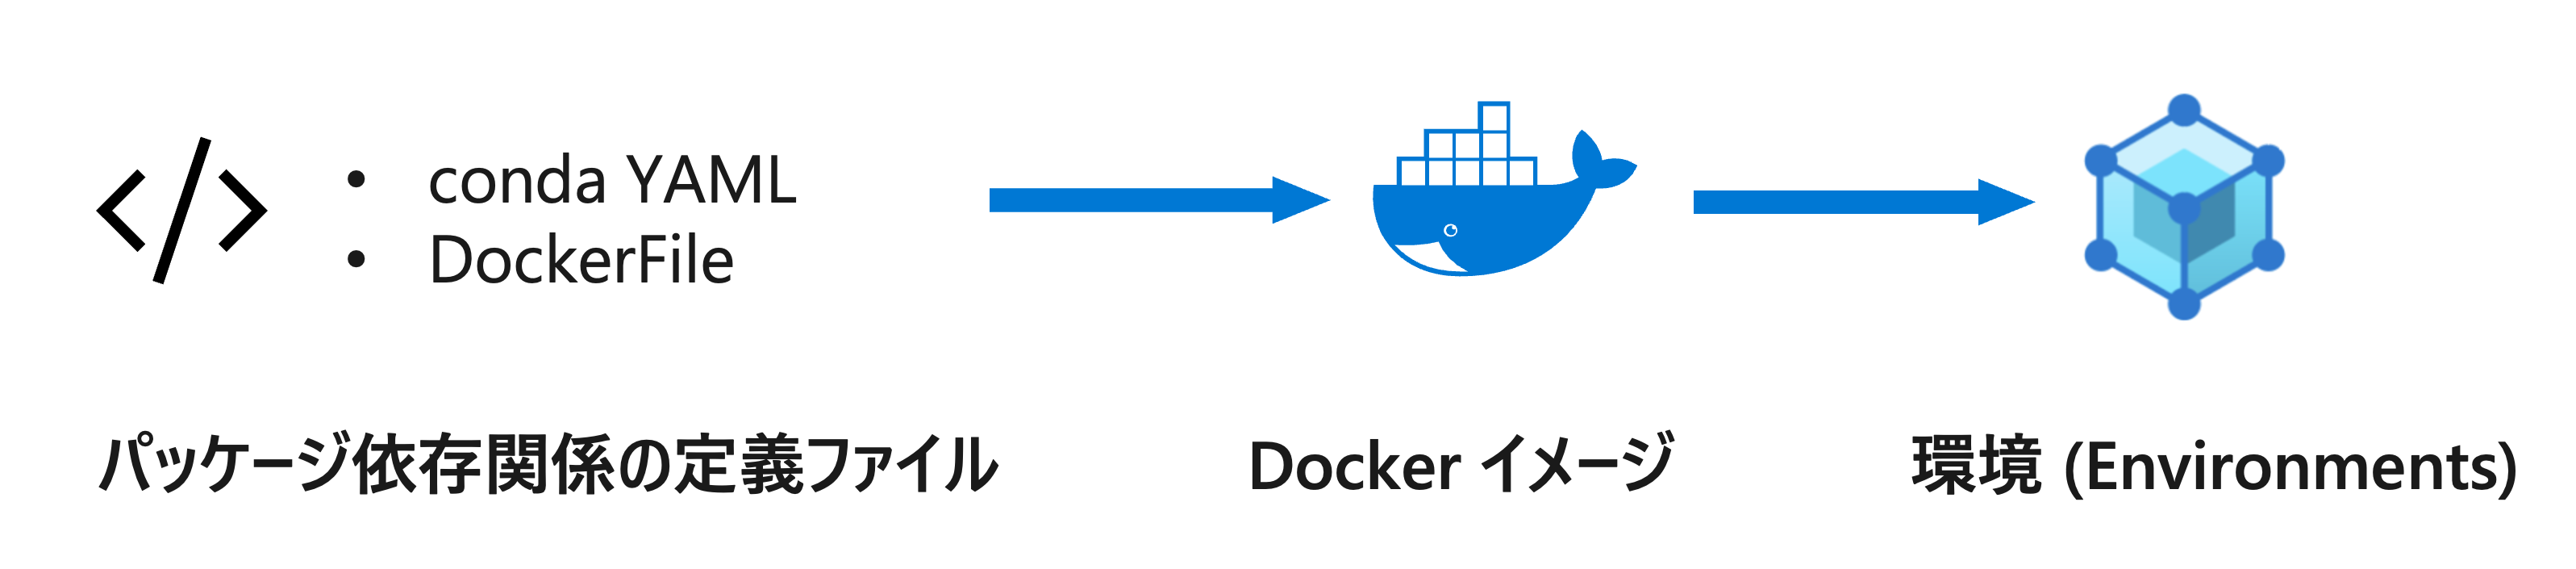 • conda YAML
• DockerFile
パッケージ依存関係の定義ファイル
Docker イメージ
環境 (Environments)